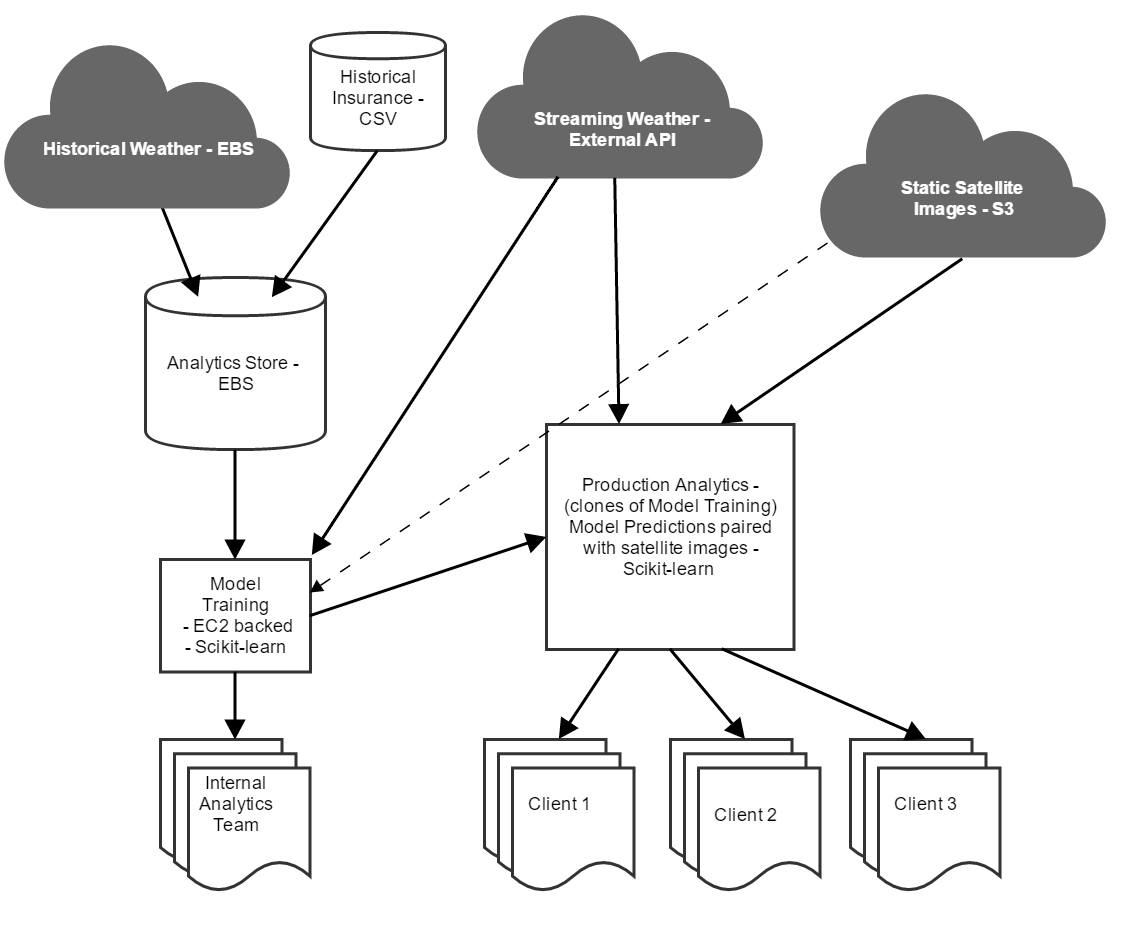 Historical Weather - EBS
Historical
Insurance -
CSV
Streaming Weather -
External API
Static Satellite
Images - S3
Analytics Store -
EBS
Production Analytics -
(clones of Model Training)
Model Predictions paired
with satellite images -
Scikit-learn
Model
Training
- EC2 backed
- Scikit-learn
Internal
Analytics
Team
Client 1
Client 2
Client 3